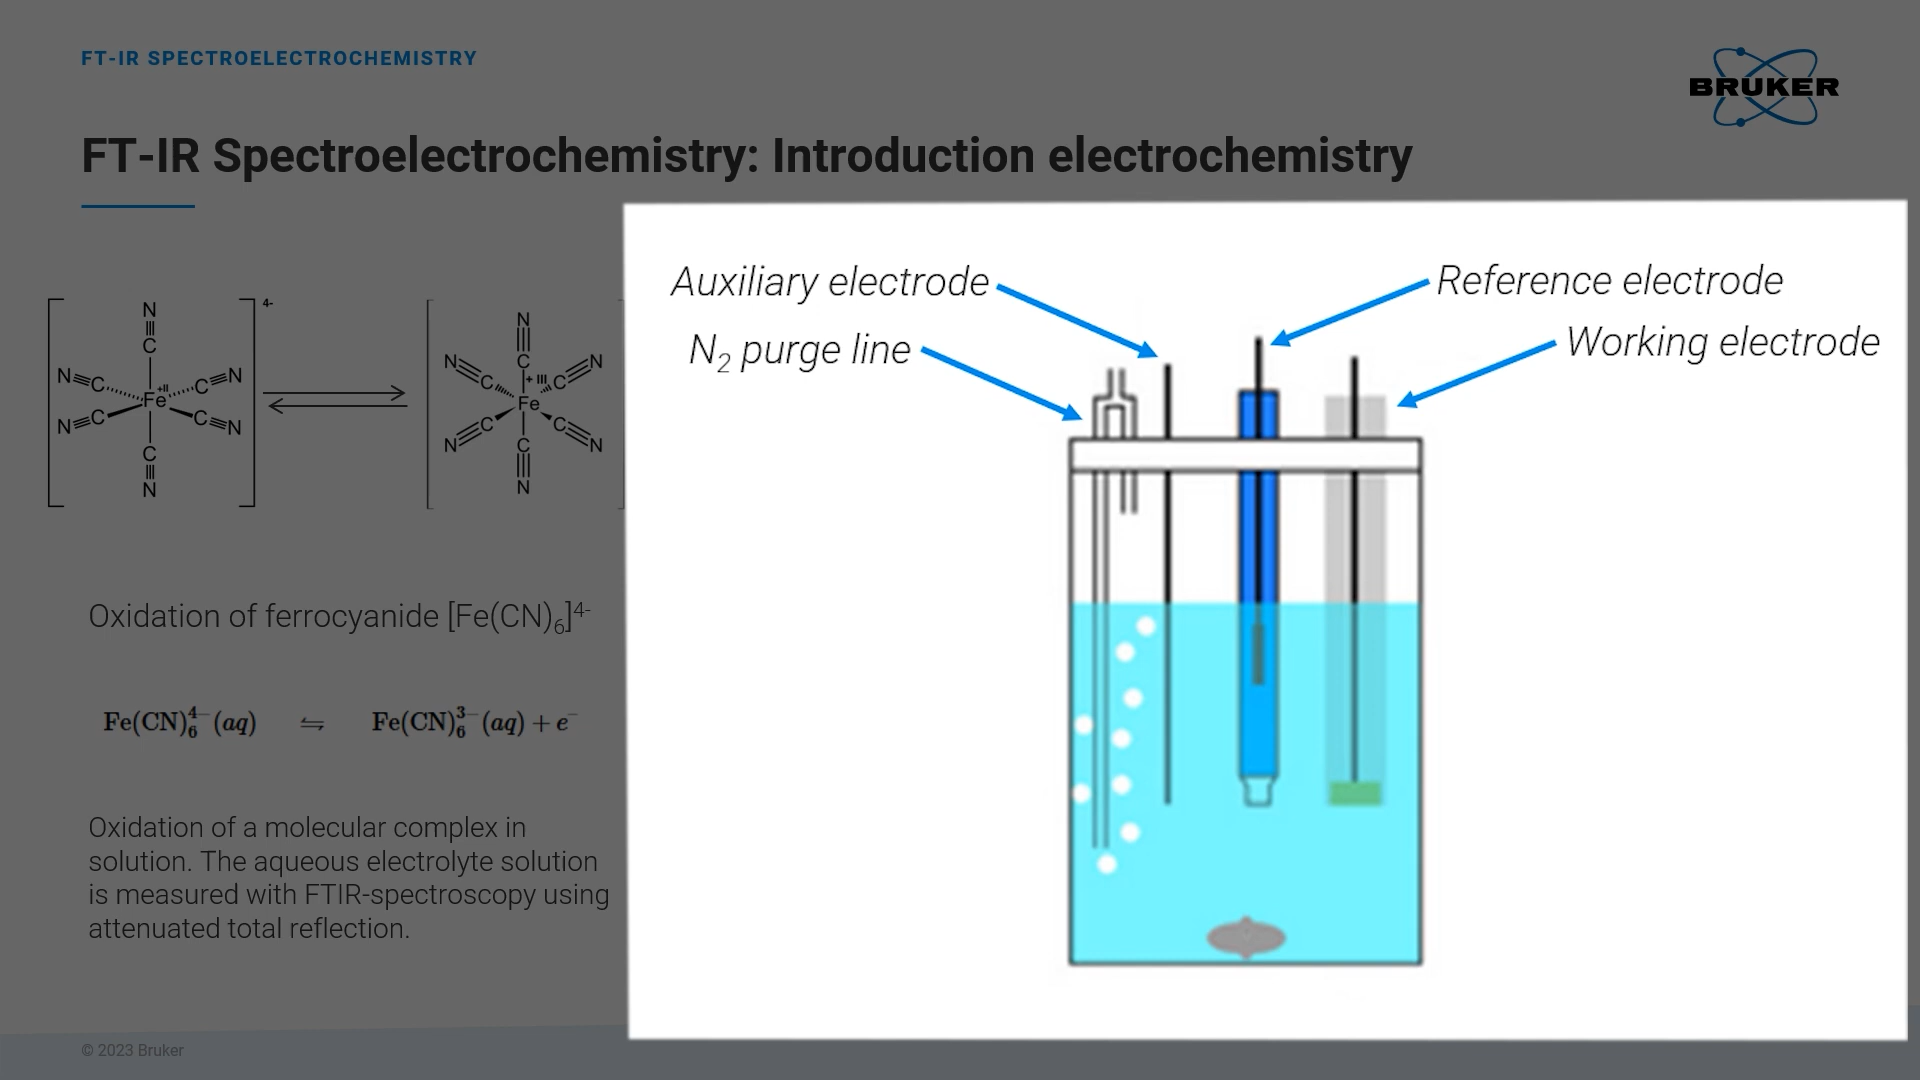 FT-IR SPECTROELECTROCHEMISTRY
BRUKER
FT-IR Spectroelectrochemistry: Introduction electrochemistry
Auxiliary electrode
N₂ purge line
Reference electrode
Working electrode
4-
N
C
N C C N
+II
Fe
N C C N
C
N
N
N C C N
+ III
Fe
N C C N
C
N
Oxidation of ferrocyanide [Fe(CN)₆]⁴⁻
Fe(CN)₆⁴⁻(aq) ⇋ Fe(CN)₆³⁻(aq) + e⁻
Oxidation of a molecular complex in
solution. The aqueous electrolyte solution
is measured with FTIR-spectroscopy using
attenuated total reflection.
© 2023 Bruker